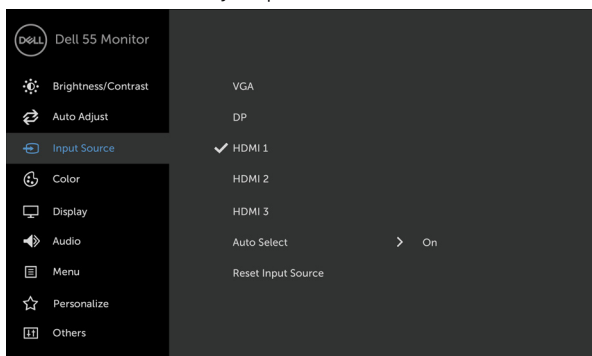 DELL
Dell 55 Monitor
Brightness/Contrast
Auto Adjust
Input Source
Color
Display
Audio
Menu
Personalize
Others
VGA
DP
HDMI 1
HDMI 2
HDMI 3
Auto Select > On
Reset Input Source